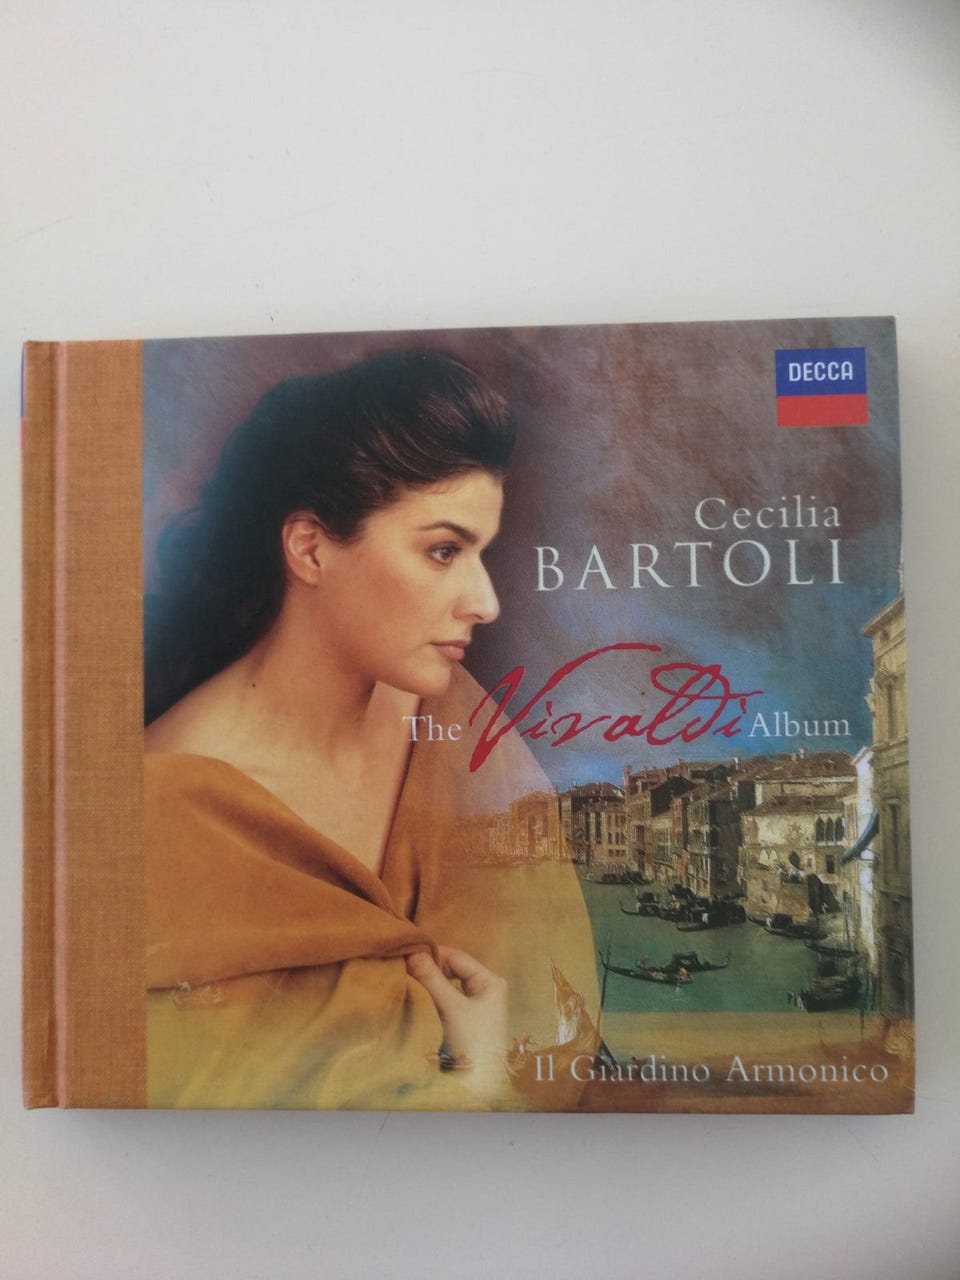 DECCA
Cecilia
BARTOLI
The Vivaldi Album
Il Giardino Armonico